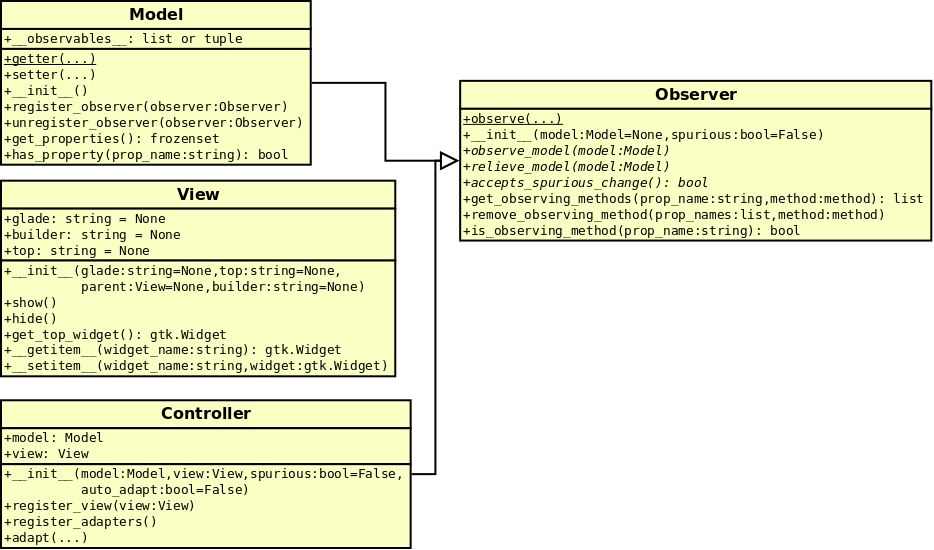 Model
+__observables__: list or tuple
+getter(...)
+setter(...)
+__init__()
+register_observer(observer:Observer)
+unregister_observer(observer:Observer)
+get_properties(): frozenset
+has_property(prop_name:string): bool
Observer
+observe(...)
+__init__(model:Model=None,spurious:bool=False)
+observe_model(model:Model)
+relieve_model(model:Model)
+accepts_spurious_change(): bool
+get_observing_methods(prop_name:string,method:method): list
+remove_observing_method(prop_names:list,method:method)
+is_observing_method(prop_name:string): bool
View
+glade: string = None
+builder: string = None
+top: string = None
+__init__(glade:string=None,top:string=None,
parent:View=None,builder:string=None)
+show()
+hide()
+get_top_widget(): gtk.Widget
+__getitem__(widget_name:string): gtk.Widget
+__setitem__(widget_name:string,widget:gtk.Widget)
Controller
+model: Model
+view: View
+__init__(model:Model,view:View,spurious:bool=False,
auto_adapt:bool=False)
+register_view(view:View)
+register_adapters()
+adapt(...)